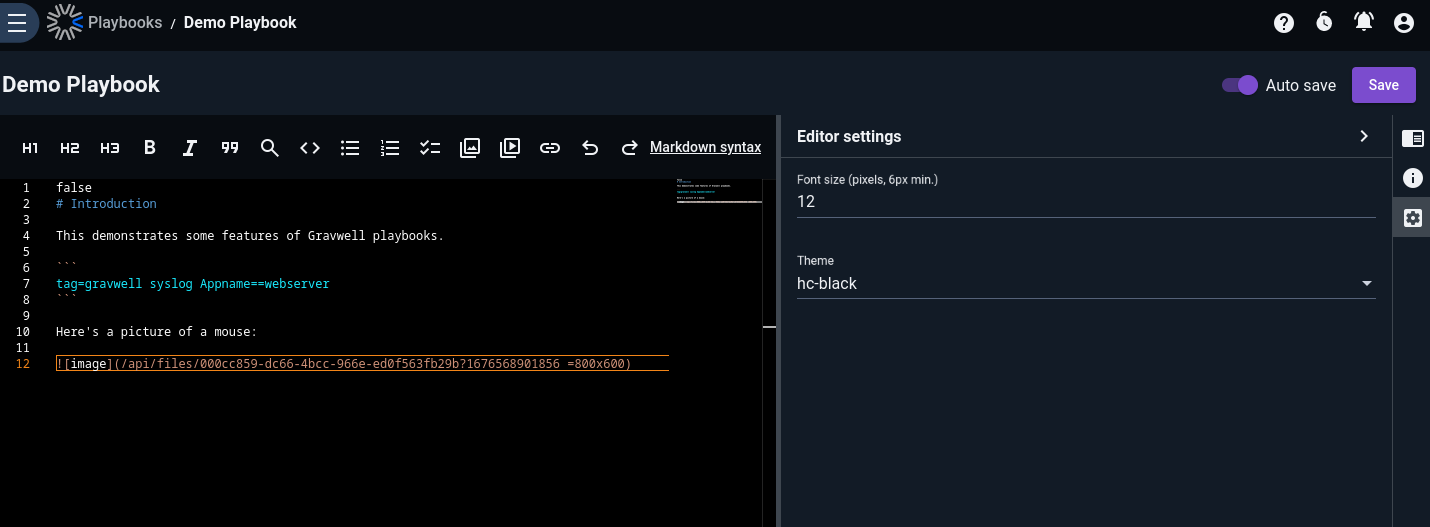 Playbooks / Demo Playbook
Demo Playbook
Auto save
Save
H1 H2 H3 B I Markdown syntax
1 false
2 # Introduction
3
4 This demonstrates some features of Gravwell playbooks.
5
6 ```
7 tag=gravwell syslog Appname==webserver
8 ```
9
10 Here's a picture of a mouse:
11
12 ![image](/api/files/000cc859-dc66-4bcc-966e-ed0f563fb29b?1676568901856 =800x600)
Editor settings
Font size (pixels, 6px min.)
12
Theme
hc-black